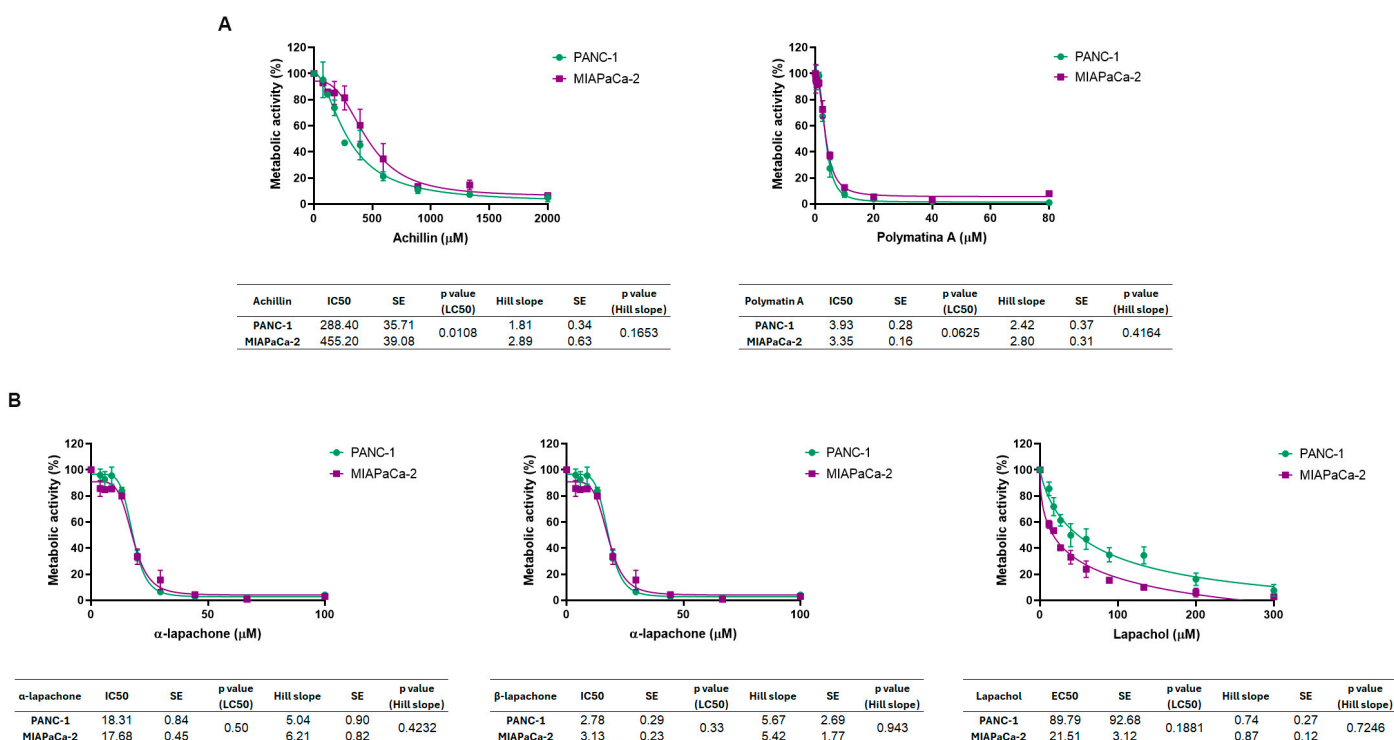 A
Metabolic activity (%)
120
100
80
60
40
20
0
0 500 1000 1500 2000
Achillin (μM)
PANC-1
MIAPaCa-2
Metabolic activity (%)
120
100
80
60
40
20
0
0 20 40 60 80
Polymatina A (μM)
PANC-1
MIAPaCa-2
Achillin IC50 SE p value (LC50) Hill slope SE p value (Hill slope)
PANC-1 288.40 35.71 0.0108 1.81 0.34 0.1653
MIAPaCa-2 455.20 39.08 2.89 0.63
Polymatin A IC50 SE p value (LC50) Hill slope SE p value (Hill slope)
PANC-1 3.93 0.28 0.0625 2.42 0.37 0.4164
MIAPaCa-2 3.35 0.16 2.80 0.31
B
Metabolic activity (%)
120
100
80
60
40
20
0
0 50 100
α-lapachone (μM)
PANC-1
MIAPaCa-2
Metabolic activity (%)
120
100
80
60
40
20
0
0 50 100
α-lapachone (μM)
PANC-1
MIAPaCa-2
Metabolic activity (%)
120
100
80
60
40
20
0
0 100 200 300
Lapachol (μM)
PANC-1
MIAPaCa-2
α-lapachone IC50 SE p value (LC50) Hill slope SE p value (Hill slope)
PANC-1 18.31 0.84 0.50 5.04 0.90 0.4232
MIAPaCa-2 17.68 0.45 6.21 0.82
β-lapachone IC50 SE p value (LC50) Hill slope SE p value (Hill slope)
PANC-1 2.78 0.29 0.33 5.67 2.69 0.943
MIAPaCa-2 3.13 0.23 5.42 1.77
Lapachol EC50 SE p value (LC50) Hill slope SE p value (Hill slope)
PANC-1 89.79 92.68 0.1881 0.74 0.27 0.7246
MIAPaCa-2 21.51 3.12 0.87 0.12